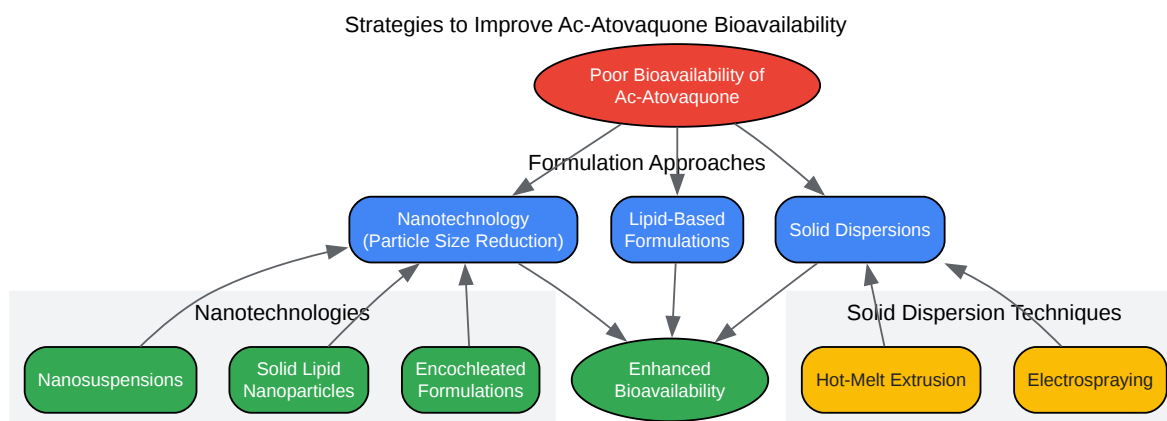 Strategies to Improve Ac-Atovaquone Bioavailability
Poor Bioavailability of
Ac-Atovaquone
Formulation Approaches
Nanotechnology
(Particle Size Reduction)
Lipid-Based
Formulations
Solid Dispersions
Nanotechnologies
Solid Dispersion Techniques
Nanosuspensions
Solid Lipid
Nanoparticles
Encochleated
Formulations
Enhanced
Bioavailability
Hot-Melt Extrusion
Electrospraying